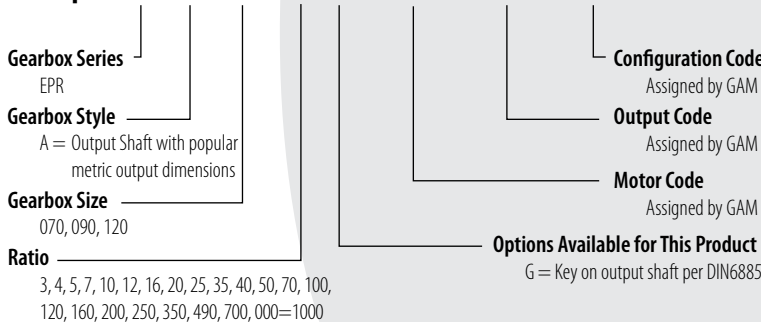 Gearbox Series
EPR
Gearbox Style
A = Output Shaft with popular
metric output dimensions
Gearbox Size
070, 090, 120
Ratio
3, 4, 5, 7, 10, 12, 16, 20, 25, 35, 40, 50, 70, 100,
120, 160, 200, 250, 350, 490, 700, 000=1000
Configuration Code
Assigned by GAM
Output Code
Assigned by GAM
Motor Code
Assigned by GAM
Options Available for This Product
G = Key on output shaft per DIN6885